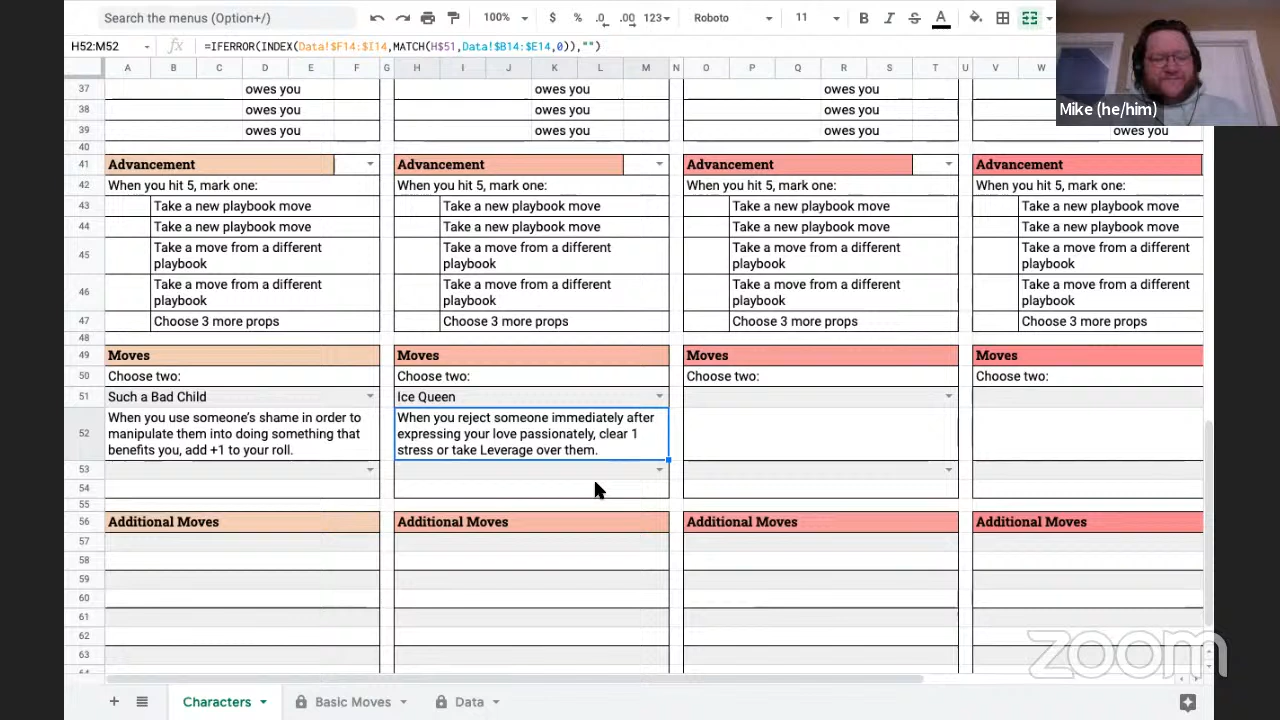 Search the menus (Option+/)
100%
$ % .0 .00 123
Roboto
11
B I S A
H52:M52
fx =IFERROR(INDEX(Data!$F14:$I14,MATCH(H$51,Data!$B14:$E14,0)),"")
A B C D E F G H I J K L M N O P Q R S T U V W
Mike (he/him)
37 owes you owes you owes you
38 owes you owes you owes you
39 owes you owes you owes you owes you
40
41 Advancement Advancement Advancement Advancement
42 When you hit 5, mark one: When you hit 5, mark one: When you hit 5, mark one: When you hit 5, mark one:
43 Take a new playbook move Take a new playbook move Take a new playbook move Take a new playbook move
44 Take a new playbook move Take a new playbook move Take a new playbook move Take a new playbook move
Take a move from a different Take a move from a different Take a move from a different Take a move from a different
45
playbook playbook playbook playbook
Take a move from a different Take a move from a different Take a move from a different Take a move from a different
46
playbook playbook playbook playbook
47 Choose 3 more props Choose 3 more props Choose 3 more props Choose 3 more props
48
49 Moves Moves Moves Moves
50 Choose two: Choose two: Choose two: Choose two:
51 Such a Bad Child Ice Queen
When you use someone's shame in order to When you reject someone immediately after
52 manipulate them into doing something that expressing your love passionately, clear 1
benefits you, add +1 to your roll. stress or take Leverage over them.
53
54
55
56 Additional Moves Additional Moves Additional Moves Additional Moves
57
58
59
60
61
62
63
zoom
Characters Basic Moves Data